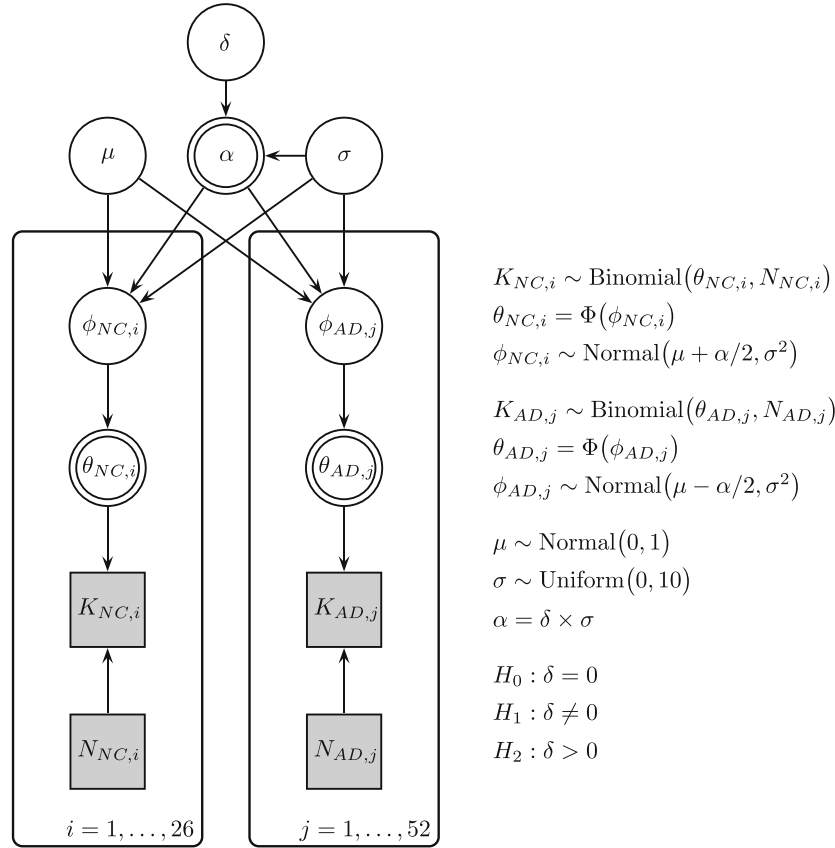 δ
μ
α
σ
ϕ_{NC,i}
ϕ_{AD,j}
θ_{NC,i}
θ_{AD,j}
K_{NC,i}
K_{AD,j}
N_{NC,i}
N_{AD,j}
i = 1, . . . , 26
j = 1, . . . , 52
K_{NC,i} ∼ Binomial(θ_{NC,i}, N_{NC,i})
θ_{NC,i} = Φ(ϕ_{NC,i})
ϕ_{NC,i} ∼ Normal(μ + α/2, σ²)
K_{AD,j} ∼ Binomial(θ_{AD,j}, N_{AD,j})
θ_{AD,j} = Φ(ϕ_{AD,j})
ϕ_{AD,j} ∼ Normal(μ − α/2, σ²)
μ ∼ Normal(0, 1)
σ ∼ Uniform(0, 10)
α = δ × σ
H₀ : δ = 0
H₁ : δ ≠ 0
H₂ : δ > 0